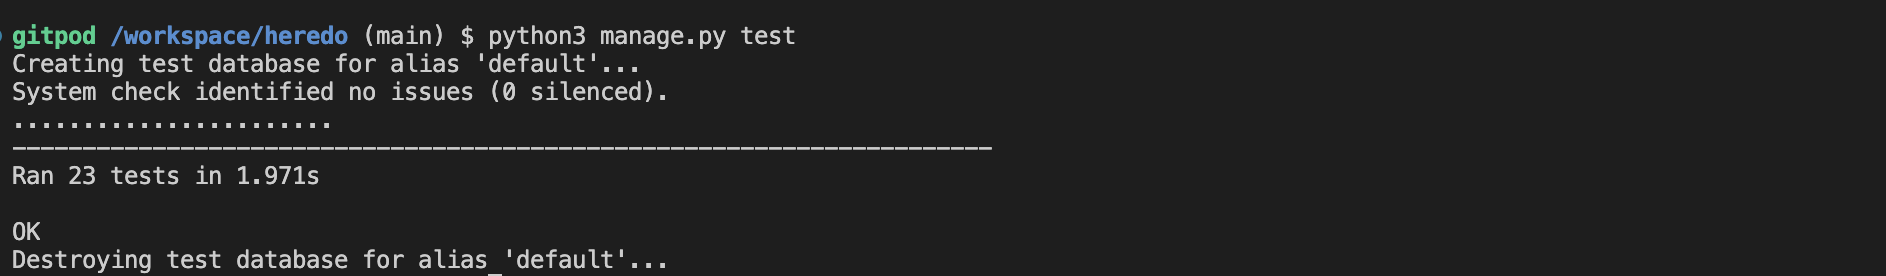 gitpod /workspace/heredo (main) $ python3 manage.py test
Creating test database for alias 'default'...
System check identified no issues (0 silenced).
.......................
----------------------------------------------------------------------
Ran 23 tests in 1.971s
OK
Destroying test database for alias 'default'...